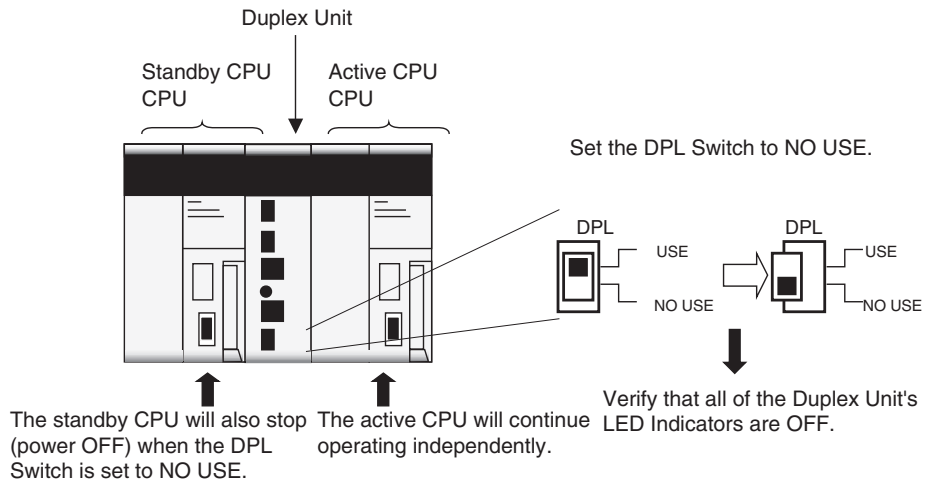 Duplex Unit
Standby CPU
CPU
Active CPU
CPU
Set the DPL Switch to NO USE.
DPL
USE
NO USE
DPL
USE
NO USE
The standby CPU will also stop
(power OFF) when the DPL
Switch is set to NO USE.
The active CPU will continue
operating independently.
Verify that all of the Duplex Unit's
LED Indicators are OFF.